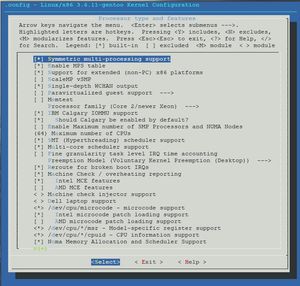 .config - Linux/x86 3.4.11-gentoo Kernel Configuration
Processor type and features
Arrow keys navigate the menu. <Enter> selects submenus --->.
Highlighted letters are hotkeys. Pressing <Y> includes, <N> excludes,
<M> modularizes features. Press <Esc><Esc> to exit, <?> for Help, </>
for Search. Legend: [*] built-in [ ] excluded <M> module < > module
[*] Symmetric multi-processing support
[*] Enable MPS table
[*] Support for extended (non-PC) x86 platforms
[ ] ScaleMP vSMP
[*] Single-depth WCHAN output
[ ] Paravirtualized guest support --->
[ ] Memtest
Processor family (Core 2/newer Xeon) --->
[*] IBM Calgary IOMMU support
[*] Should Calgary be enabled by default?
[ ] Enable Maximum number of SMP Processors and NUMA Nodes
(64) Maximum number of CPUs
[*] SMT (Hyperthreading) scheduler support
[*] Multi-core scheduler support
[ ] Fine granularity task level IRQ time accounting
Preemption Model (Voluntary Kernel Preemption (Desktop)) --->
[*] Reroute for broken boot IRQs
[*] Machine Check / overheating reporting
[*] Intel MCE features
[ ] AMD MCE features
< > Machine check injector support
< > Dell laptop support
<*> /dev/cpu/microcode - microcode support
[*] Intel microcode patch loading support
[ ] AMD microcode patch loading support
<*> /dev/cpu/*/msr - Model-specific register support
<*> /dev/cpu/*/cpuid - CPU information support
[*] Numa Memory Allocation and Scheduler Support
<Select> < Exit > < Help >